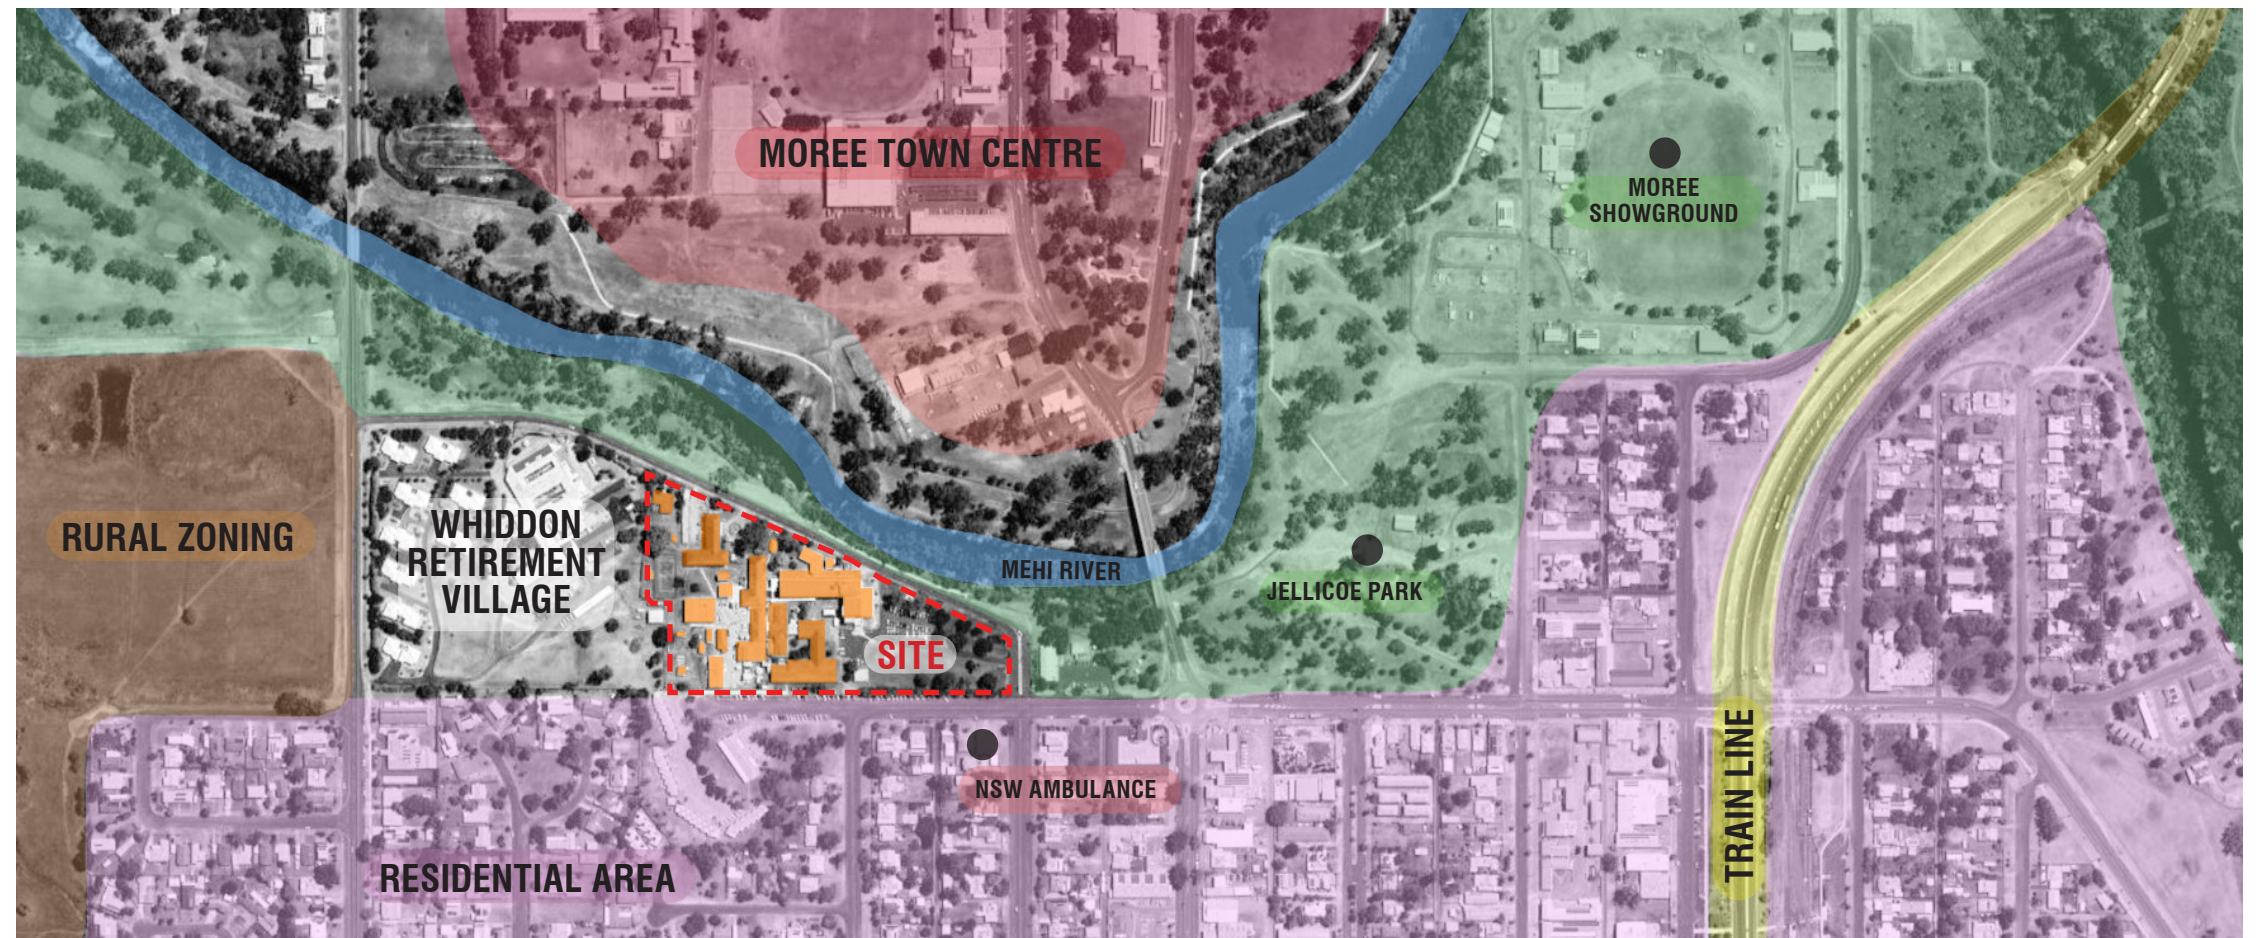 MOREE TOWN CENTRE
MOREE
SHOWGROUND
RURAL ZONING
WHIDDON
RETIREMENT
VILLAGE
MEHI RIVER
JELLICOE PARK
SITE
NSW AMBULANCE
TRAIN LINE
RESIDENTIAL AREA